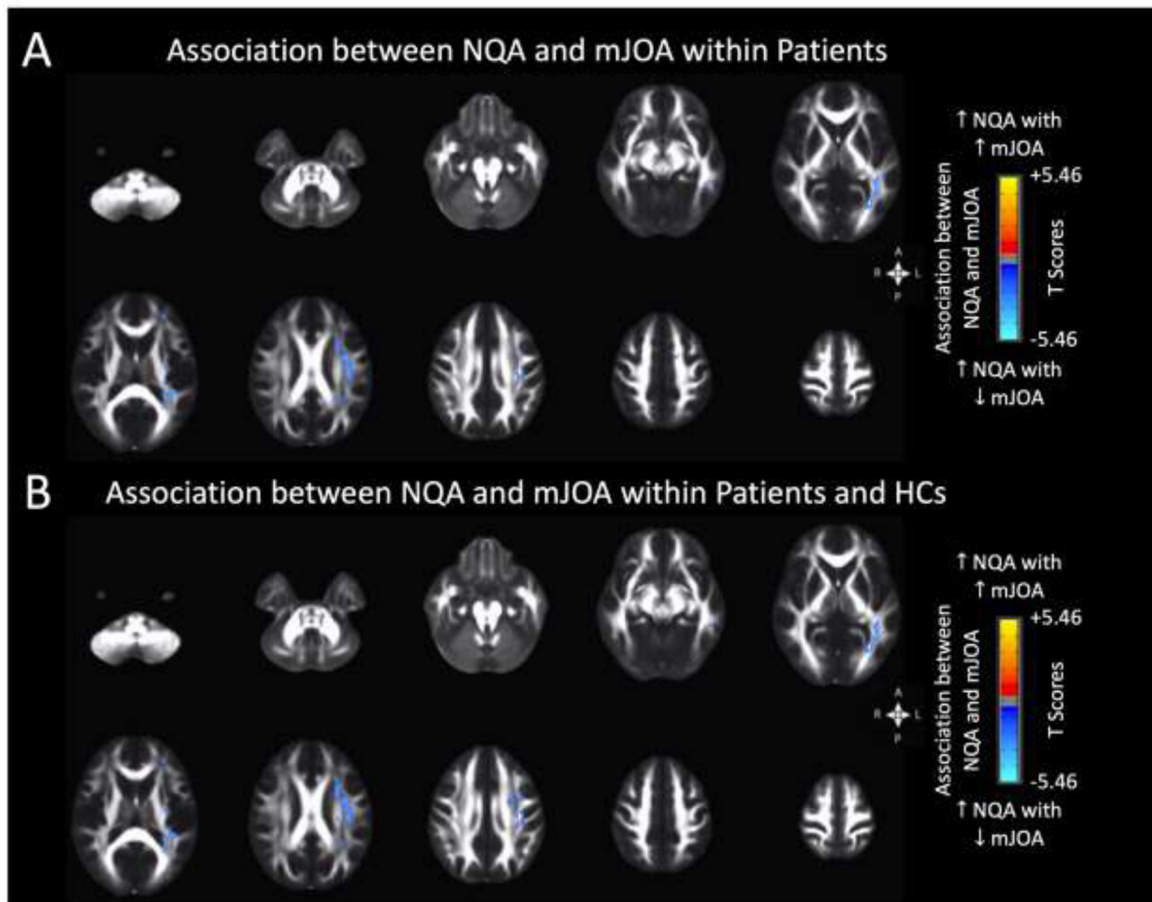 A
Association between NQA and mJOA within Patients
↑ NQA with
↑ mJOA
+5.46
Association between
NQA and mJOA
T Scores
-5.46
↑ NQA with
↓ mJOA
A
R L
P
B
Association between NQA and mJOA within Patients and HCs
↑ NQA with
↑ mJOA
+5.46
Association between
NQA and mJOA
T Scores
-5.46
↑ NQA with
↓ mJOA
A
R L
P